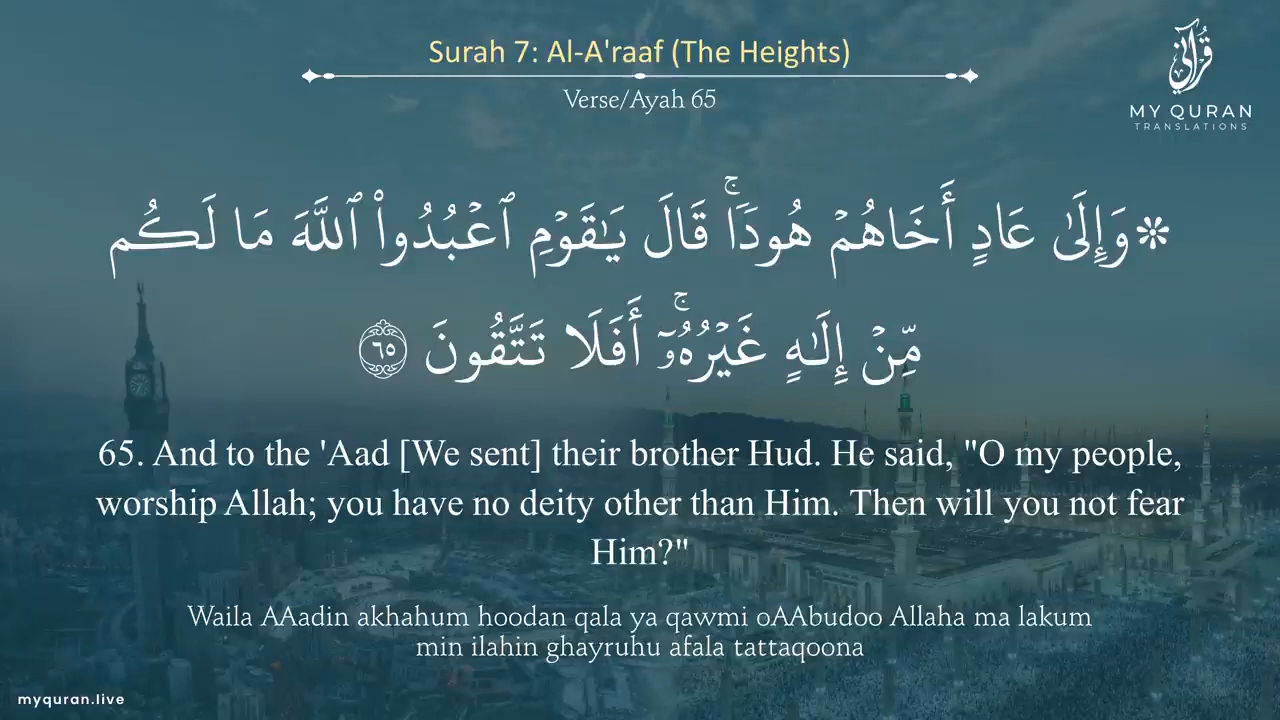 Surah 7: Al-A'raaf (The Heights)
Verse/Ayah 65
قرآني
MY QURAN
TRANSLATIONS
۞وَإِلَىٰ عَادٍ أَخَاهُمۡ هُودٗاۚ قَالَ يَٰقَوۡمِ ٱعۡبُدُواْ ٱللَّهَ مَا لَكُم
مِّنۡ إِلَٰهٍ غَيۡرُهُۥٓۚ أَفَلَا تَتَّقُونَ ٦٥
65. And to the 'Aad [We sent] their brother Hud. He said, "O my people,
worship Allah; you have no deity other than Him. Then will you not fear
Him?"
Waila AAadin akhahum hoodan qala ya qawmi oAAbudoo Allaha ma lakum
min ilahin ghayruhu afala tattaqoona
myquran.live